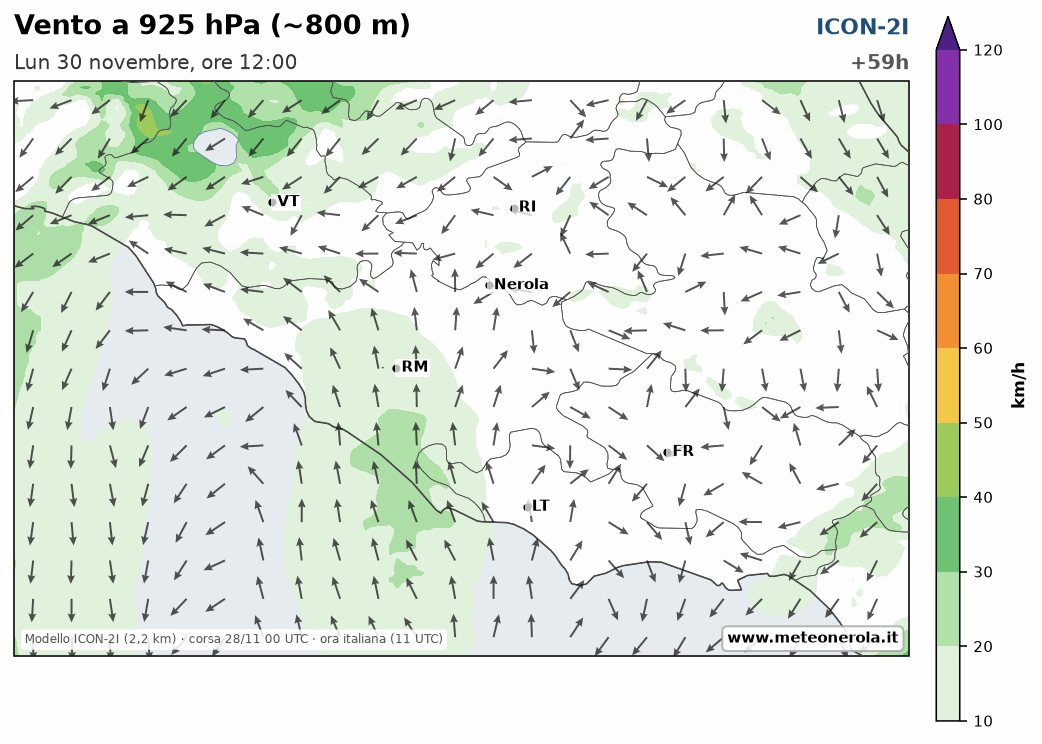 Vento a 925 hPa (~800 m)
ICON-2I
Lun 30 novembre, ore 12:00
+59h
VT
RI
Nerola
RM
FR
LT
Modello ICON-2I (2,2 km) · corsa 28/11 00 UTC · ora italiana (11 UTC)
www.meteonerola.it
120
100
80
70
60
50
40
30
20
10
km/h